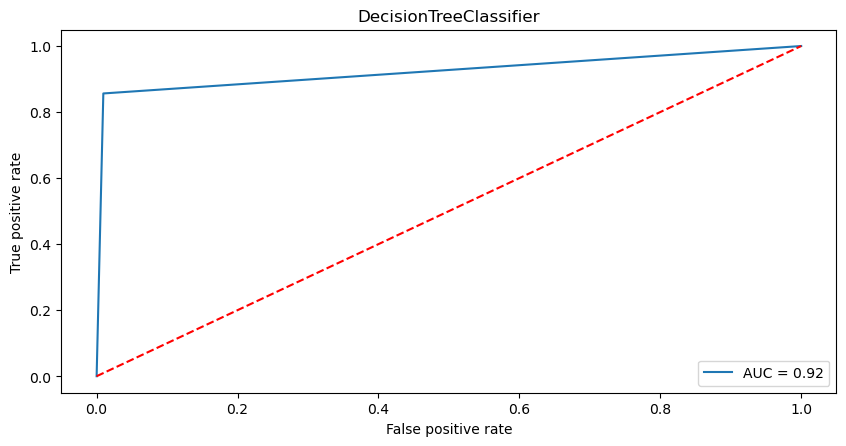 DecisionTreeClassifier
1.0
0.8
0.6
0.4
0.2
0.0
True positive rate
AUC = 0.92
0.0 0.2 0.4 0.6 0.8 1.0
False positive rate